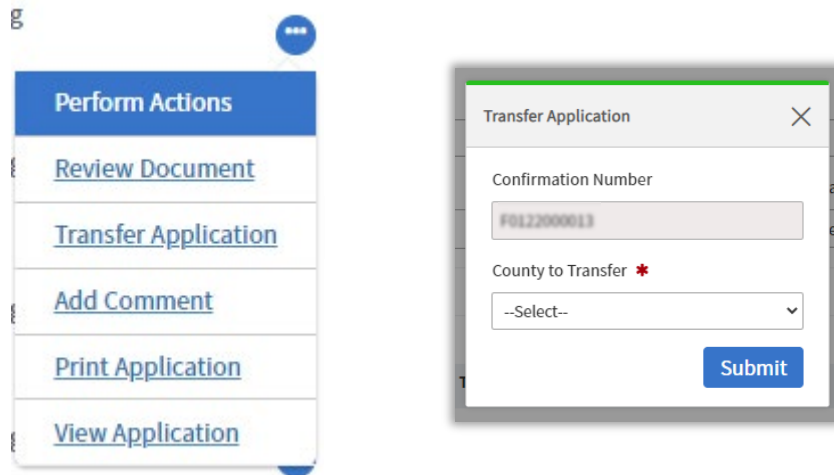 Perform Actions
Review Document
Transfer Application
Add Comment
Print Application
View Application
Transfer Application
Confirmation Number
F0122000013
County to Transfer *
--Select--
Submit